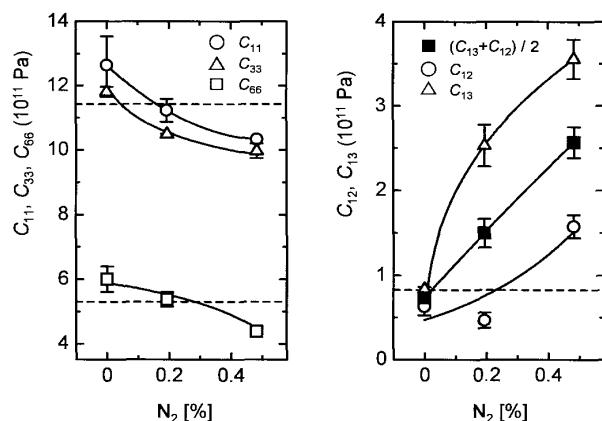 C11
C33
C66
14
12
10
8
6
4
C11, C33, C66 (10^11 Pa)
0
0.2
0.4
N2 [%]
(C13+C12) / 2
C12
C13
4
3
2
1
0
C12, C13 (10^11 Pa)
0
0.2
0.4
N2 [%]